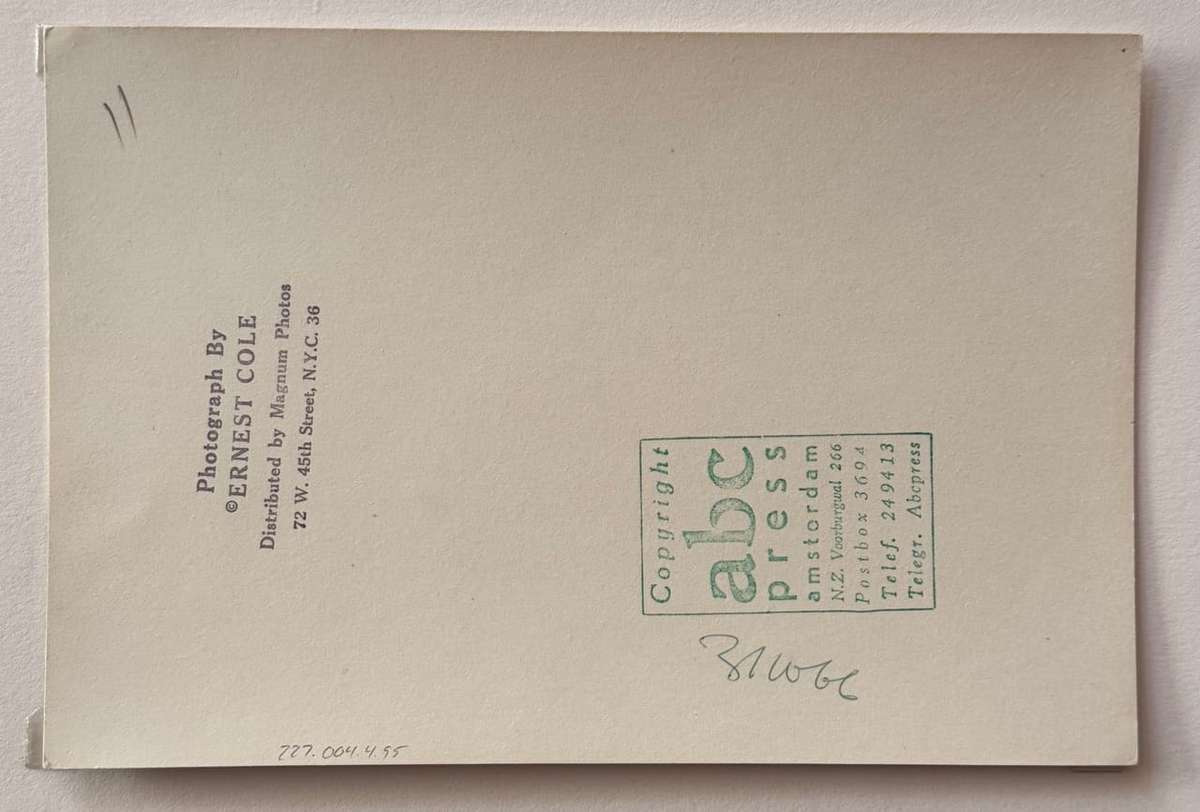 Photograph By
©ERNEST COLE
Distributed by Magnum Photos
72 W. 45th Street, N.Y.C. 36
Copyright
abc
press
amsterdam
N.Z. Voorburgwal 266
Postbox 3694
Telef. 249413
Telegr. Abcpress
227.004.4.95